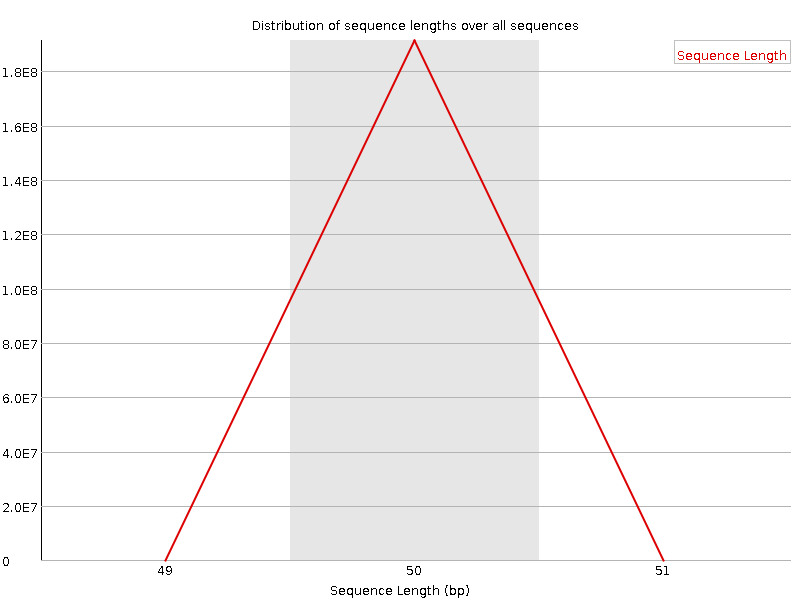 Distribution of sequence lengths over all sequences
Sequence Length
1.8E8
1.6E8
1.4E8
1.2E8
1.0E8
8.0E7
6.0E7
4.0E7
2.0E7
0
49 50 51
Sequence Length (bp)